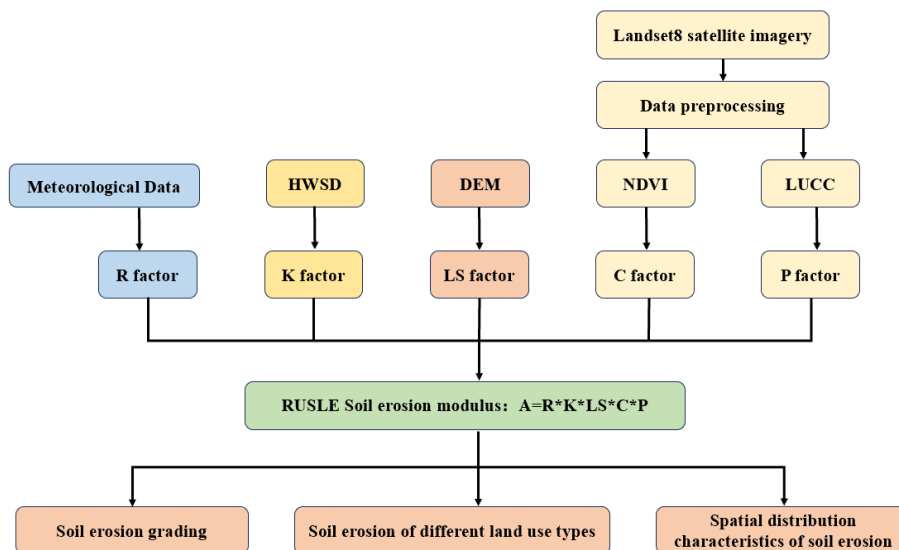 Landset8 satellite imagery
Data preprocessing
Meteorological Data
HWSD
DEM
NDVI
LUCC
R factor
K factor
LS factor
C factor
P factor
RUSLE Soil erosion modulus：A=R*K*LS*C*P
Soil erosion grading
Soil erosion of different land use types
Spatial distribution
characteristics of soil erosion